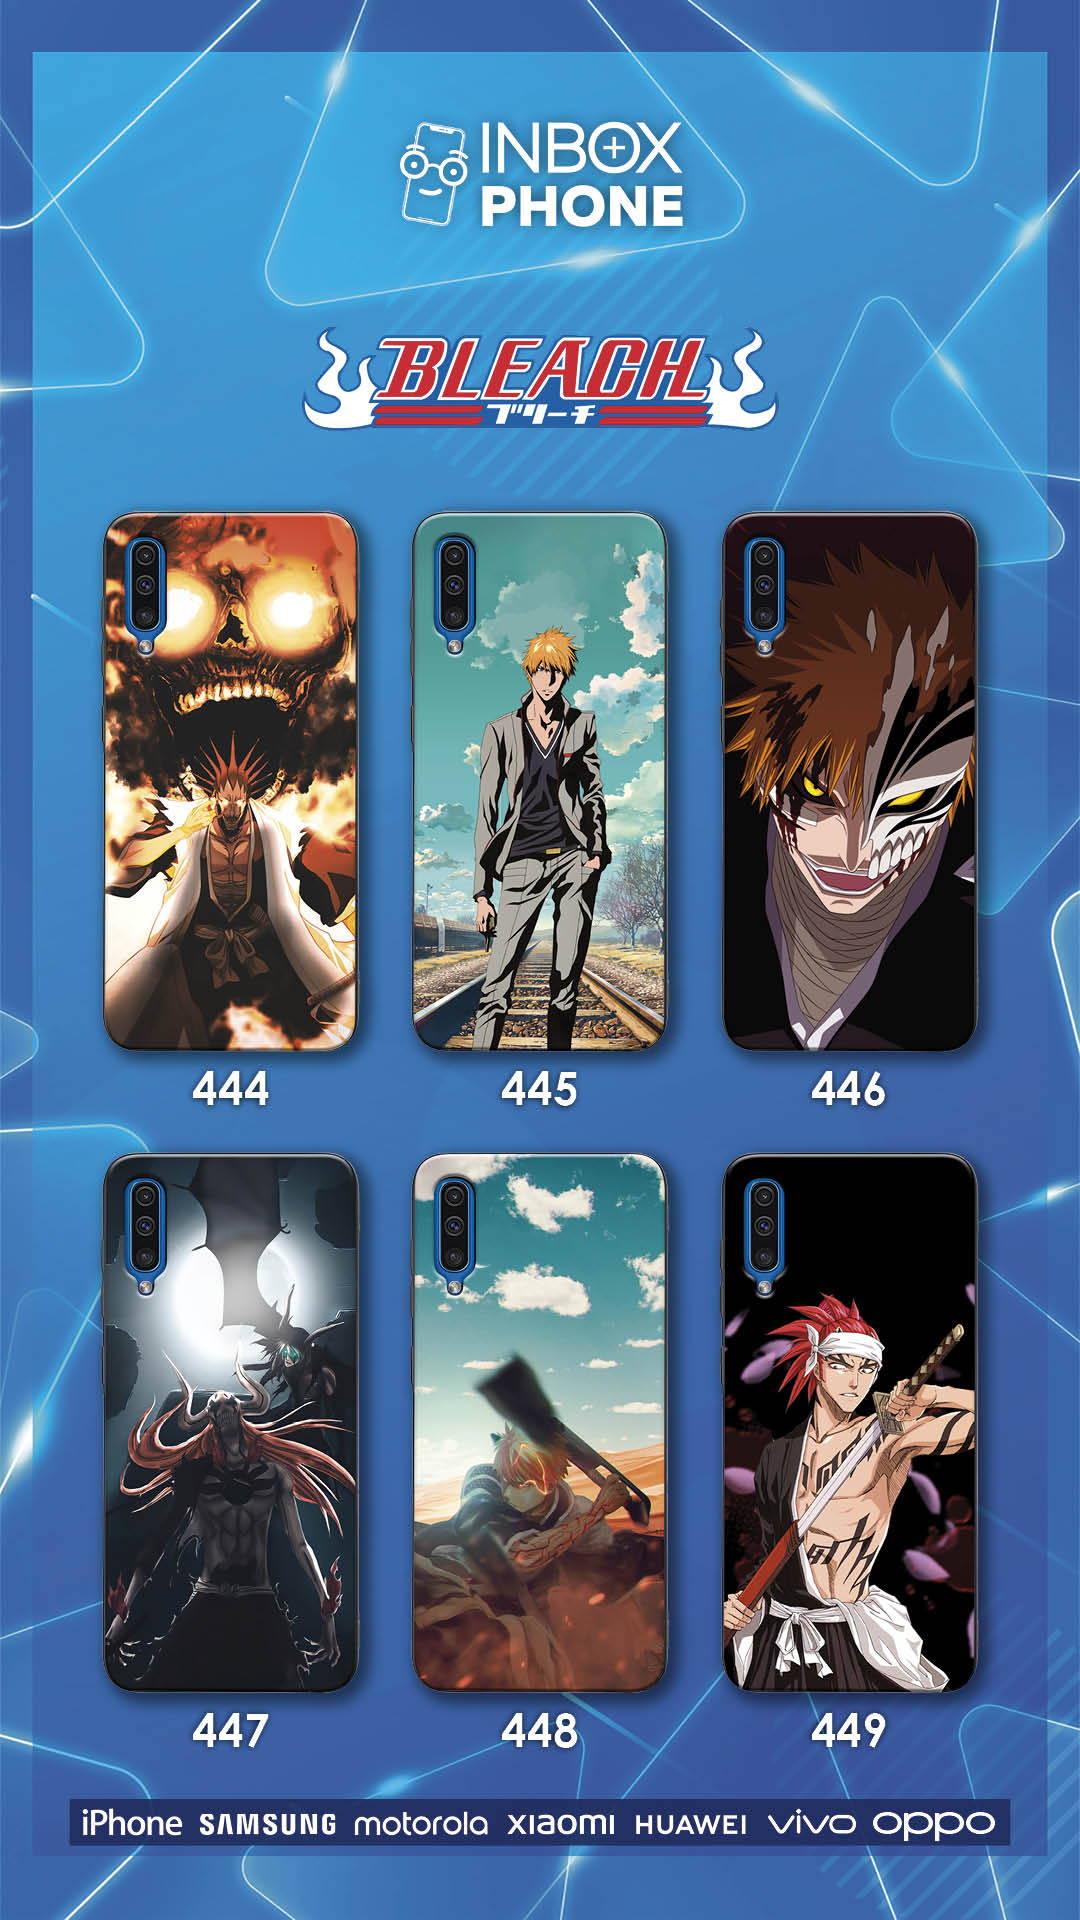 INBOX
PHONE
BLEACH
ブリーチ
444
445
446
447
448
449
iPhone SAMSUNG motorola xiaomi HUAWEI vivo oppo